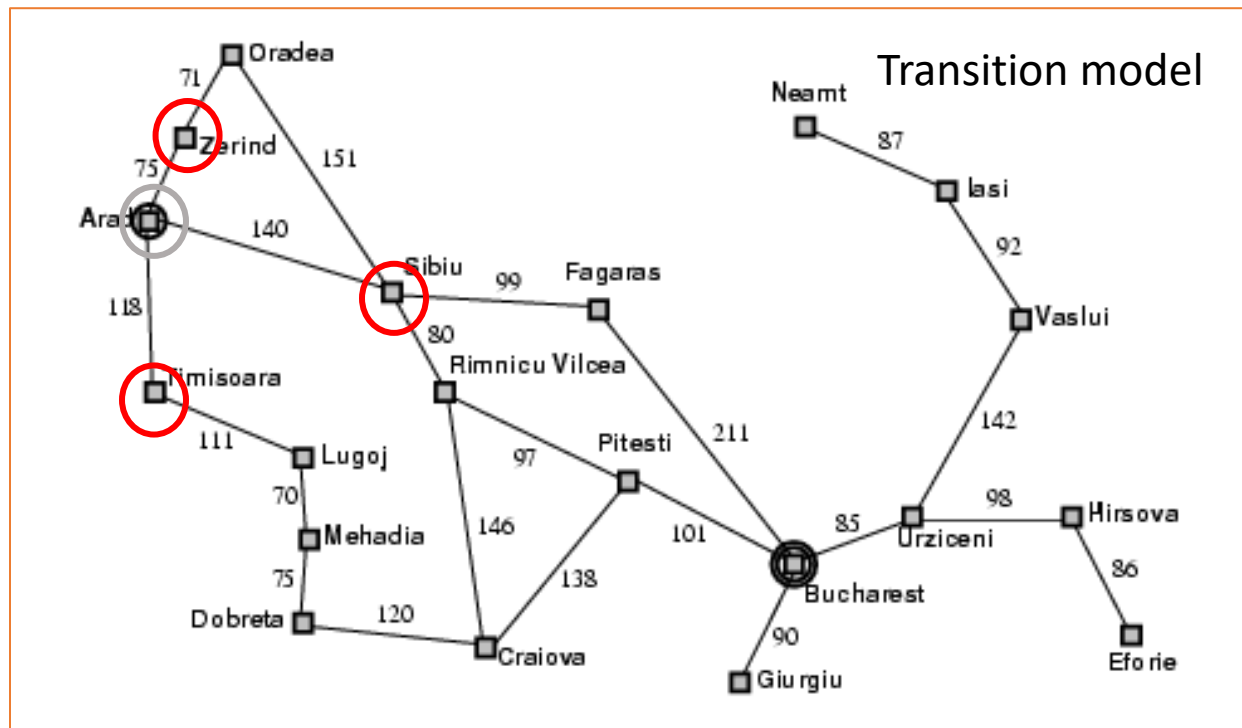 Oradea
Transition model
71
Neamt
Zerind
87
75
151
Iasi
Arad
140
92
Sibiu
Fagaras
99
118
Vaslui
80
Timisoara
Rimnicu Vilcea
142
111
Pitesti
211
Lugoj
97
70
98
Hirsova
146
85
Mehadia
101
Urziceni
138
86
75
Bucharest
Dobreta
120
90
Craiova
Eforie
Giurgiu